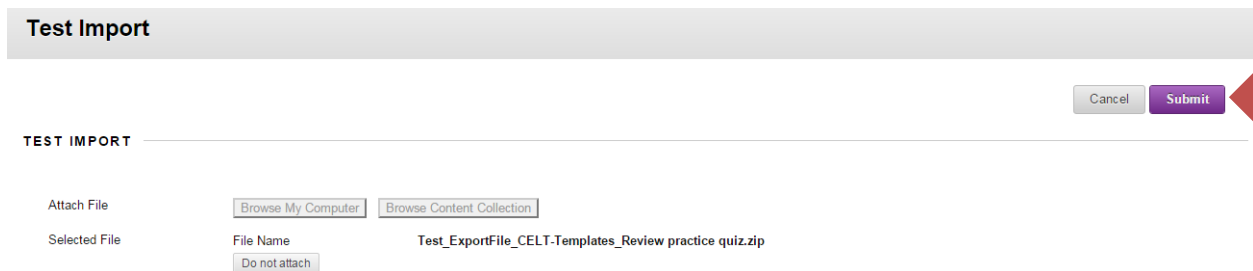 Test Import
Cancel Submit
TEST IMPORT
Attach File Browse My Computer Browse Content Collection
Selected File File Name Test_ExportFile_CELT-Templates_Review practice quiz.zip
Do not attach